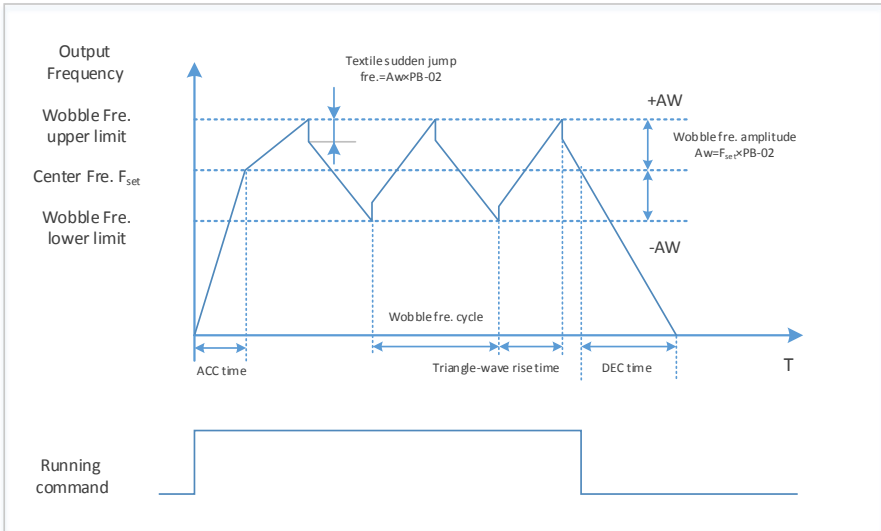 Output
Frequency
Textile sudden jump
fre.=Aw×PB-02
Wobble Fre.
upper limit
+AW
Wobble fre. amplitude
Aw=Fset×PB-02
Center Fre. Fset
Wobble Fre.
lower limit
-AW
Wobble fre. cycle
ACC time
Triangle-wave rise time
DEC time
T
Running
command